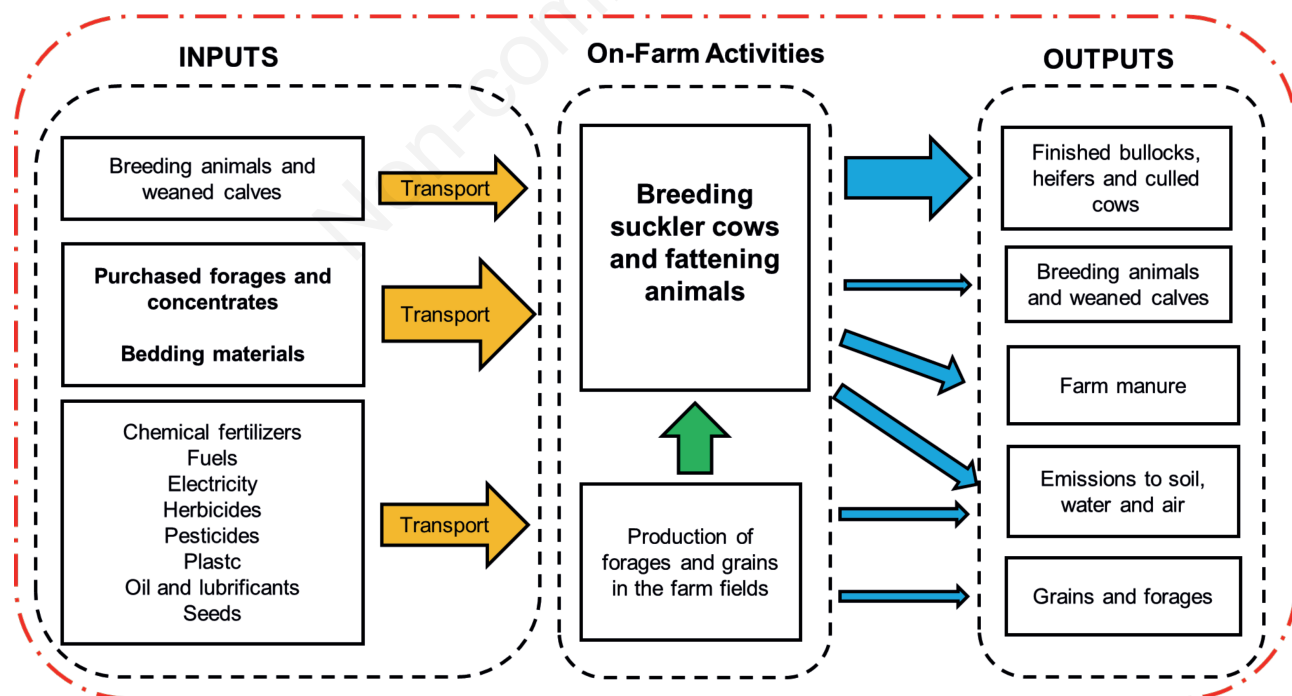 INPUTS
On-Farm Activities
OUTPUTS
Breeding animals and
weaned calves
Transport
Purchased forages and
concentrates
Bedding materials
Transport
Chemical fertilizers
Fuels
Electricity
Herbicides
Pesticides
Plastc
Oil and lubrificants
Seeds
Transport
Breeding
suckler cows
and fattening
animals
Production of
forages and grains
in the farm fields
Finished bullocks,
heifers and culled
cows
Breeding animals
and weaned calves
Farm manure
Emissions to soil,
water and air
Grains and forages
Non-com